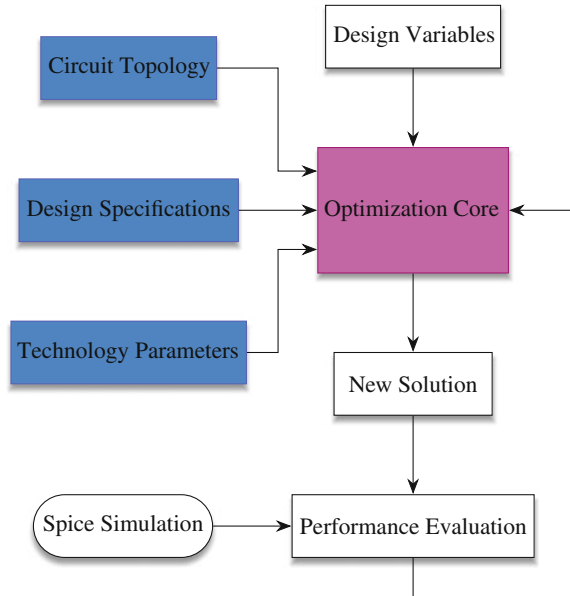 Design Variables
Circuit Topology
Design Specifications
Optimization Core
Technology Parameters
New Solution
Spice Simulation
Performance Evaluation